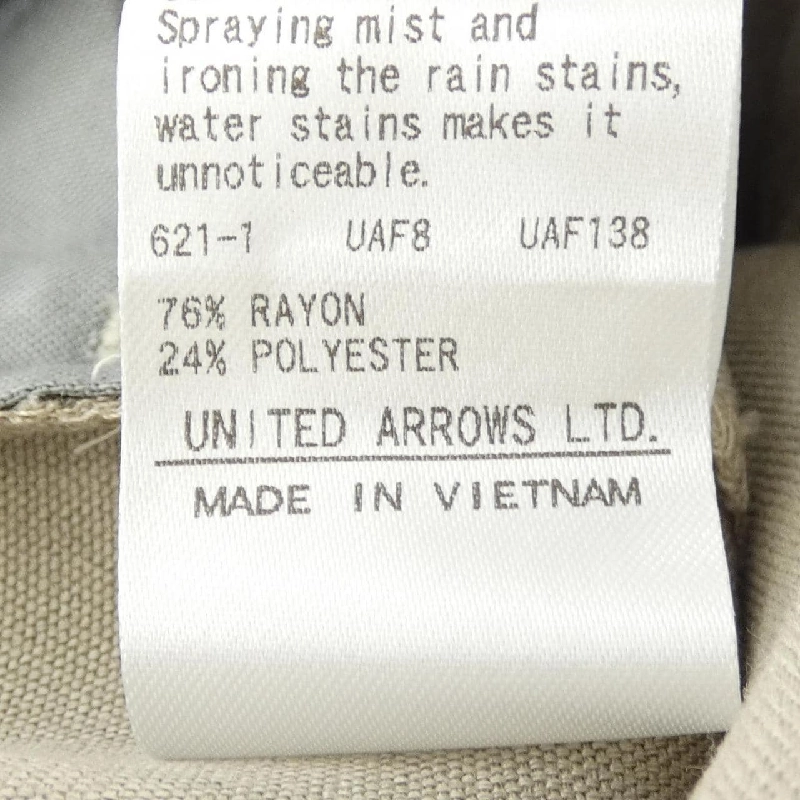 Spraying mist and
ironing the rain stains,
water stains makes it
unnoticeable.
621-1 UAF8 UAF138
76% RAYON
24% POLYESTER
UNITED ARROWS LTD.
MADE IN VIETNAM